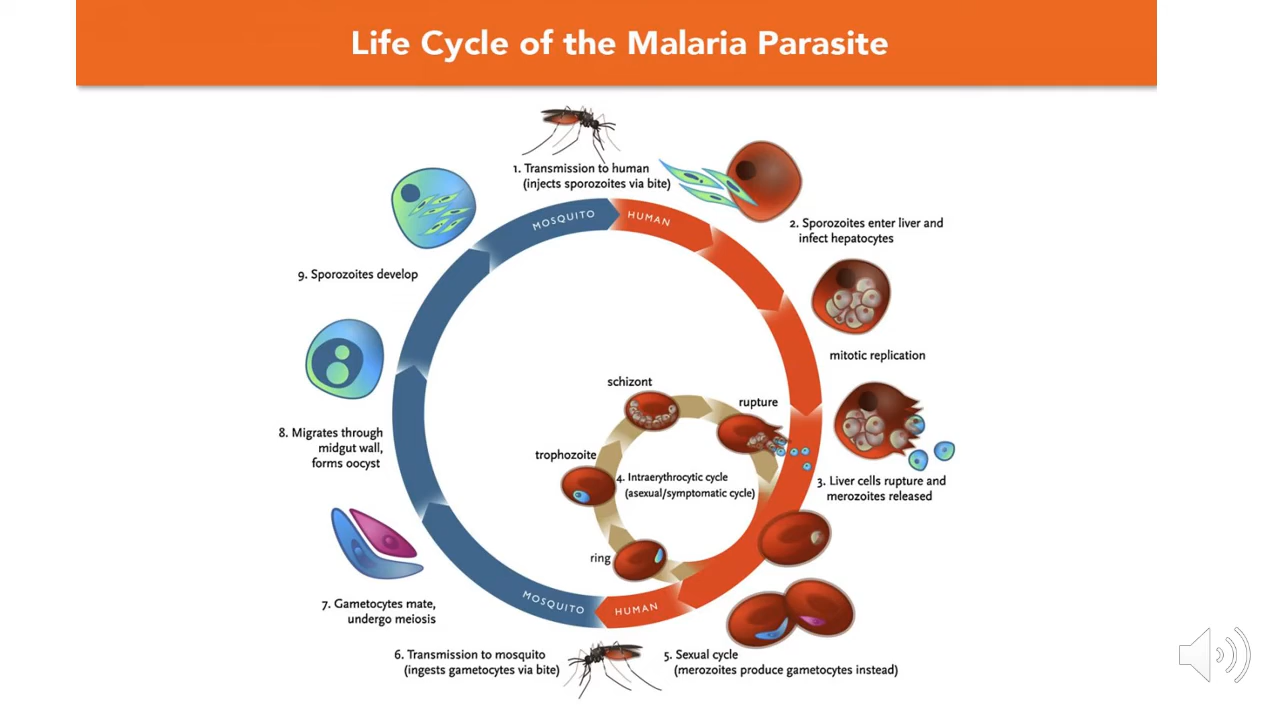 Life Cycle of the Malaria Parasite
1. Transmission to human
(injects sporozoites via bite)
MOSQUITO
HUMAN
2. Sporozoites enter liver and
infect hepatocytes
mitotic replication
3. Liver cells rupture and
merozoites released
schizont
rupture
trophozoite
4. Intraerythrocytic cycle
(asexual/symptomatic cycle)
ring
HUMAN
MOSQUITO
5. Sexual cycle
(merozoites produce gametocytes instead)
6. Transmission to mosquito
(ingests gametocytes via bite)
7. Gametocytes mate,
undergo meiosis
8. Migrates through
midgut wall,
forms oocyst
9. Sporozoites develop